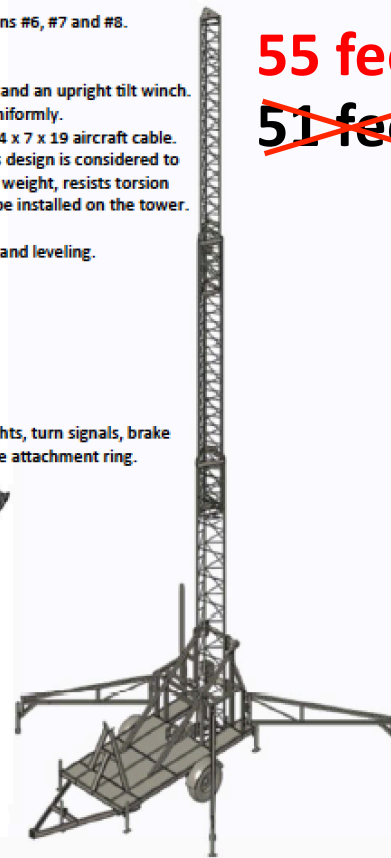 ns #6, #7 and #8.
55 fee
and an upright tilt winch.
niformly.
51 fee
4 x 7 x 19 aircraft cable.
s design is considered to
weight, resists torsion
be installed on the tower.
and leveling.
hts, turn signals, brake
e attachment ring.